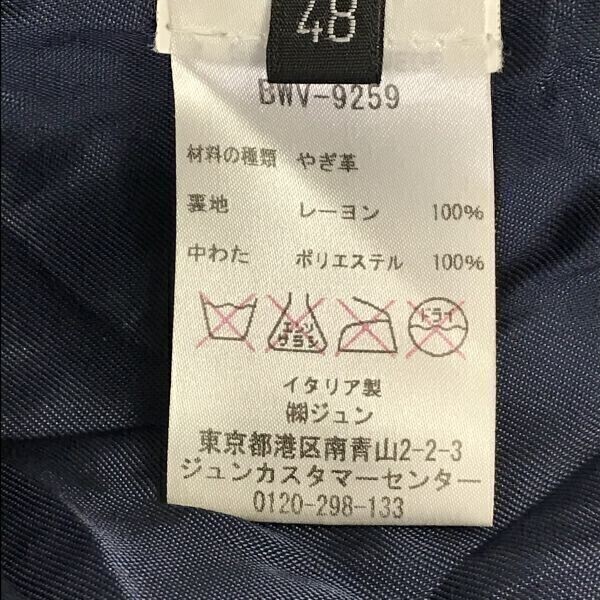 48
BWV-9259
材料の種類 やぎ革
裏地 レーヨン 100%
中わた ポリエステル 100%
エンソ サラシ ドライ
イタリア製
㈱ジュン
東京都港区南青山2-2-3
ジュンカスタマーセンター
0120-298-133